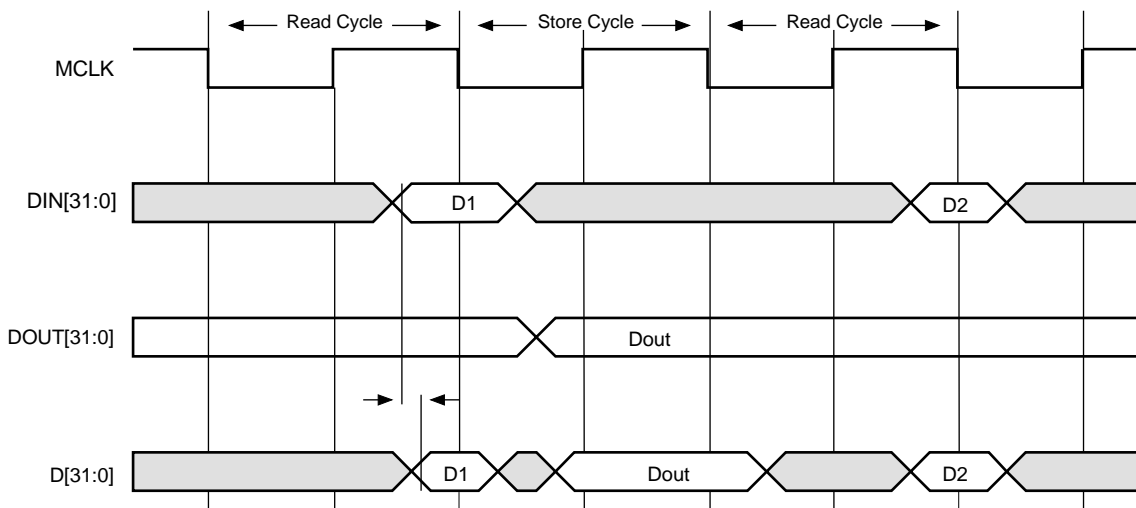 Read Cycle Store Cycle Read Cycle
MCLK
DIN[31:0] D1 D2
DOUT[31:0] Dout
D[31:0] D1 Dout D2